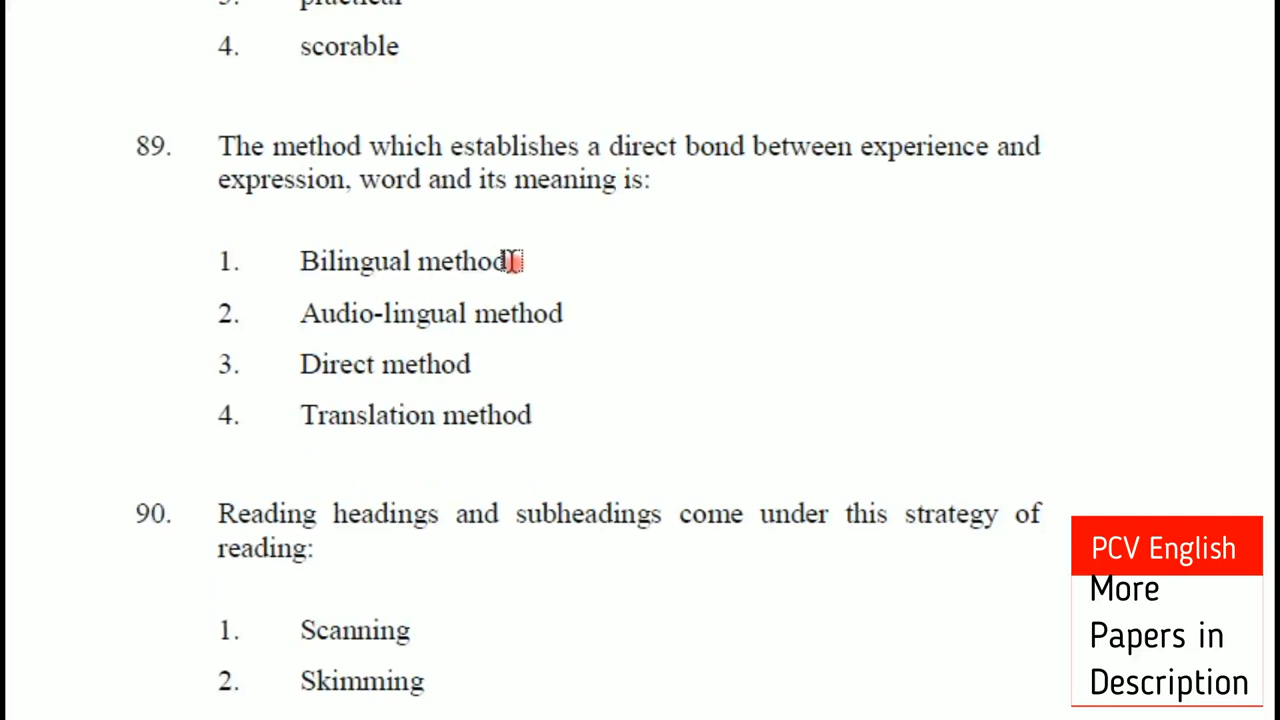 3. practical
4. scorable
89. The method which establishes a direct bond between experience and
expression, word and its meaning is:
1. Bilingual method
2. Audio-lingual method
3. Direct method
4. Translation method
90. Reading headings and subheadings come under this strategy of
reading:
1. Scanning
2. Skimming
PCV English
More
Papers in
Description